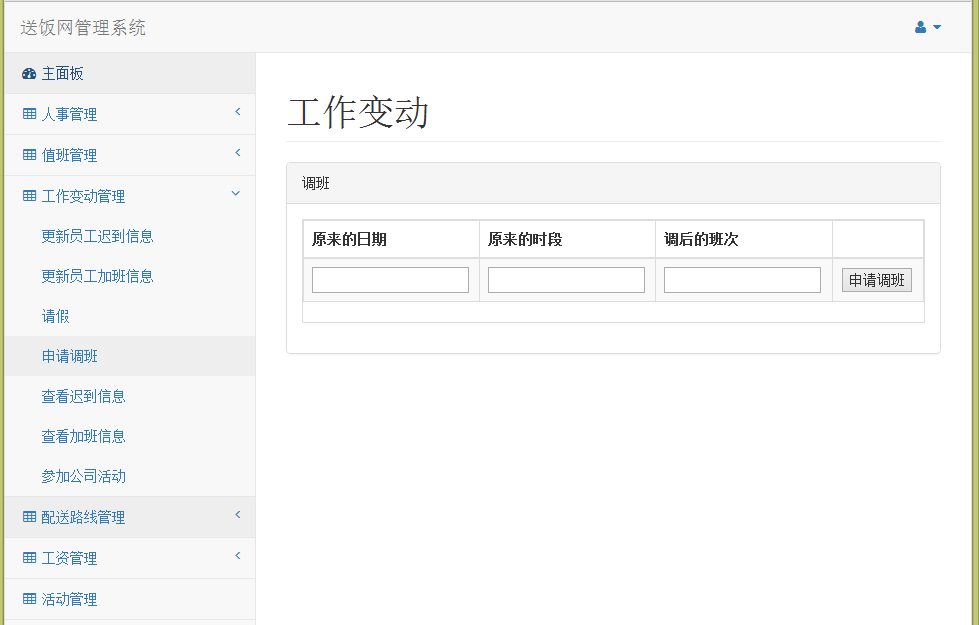 送饭网管理系统
主面板
人事管理
值班管理
工作变动管理
更新员工迟到信息
更新员工加班信息
请假
申请调班
查看迟到信息
查看加班信息
参加公司活动
配送路线管理
工资管理
活动管理
工作变动
调班
原来的日期 原来的时段 调后的班次
申请调班